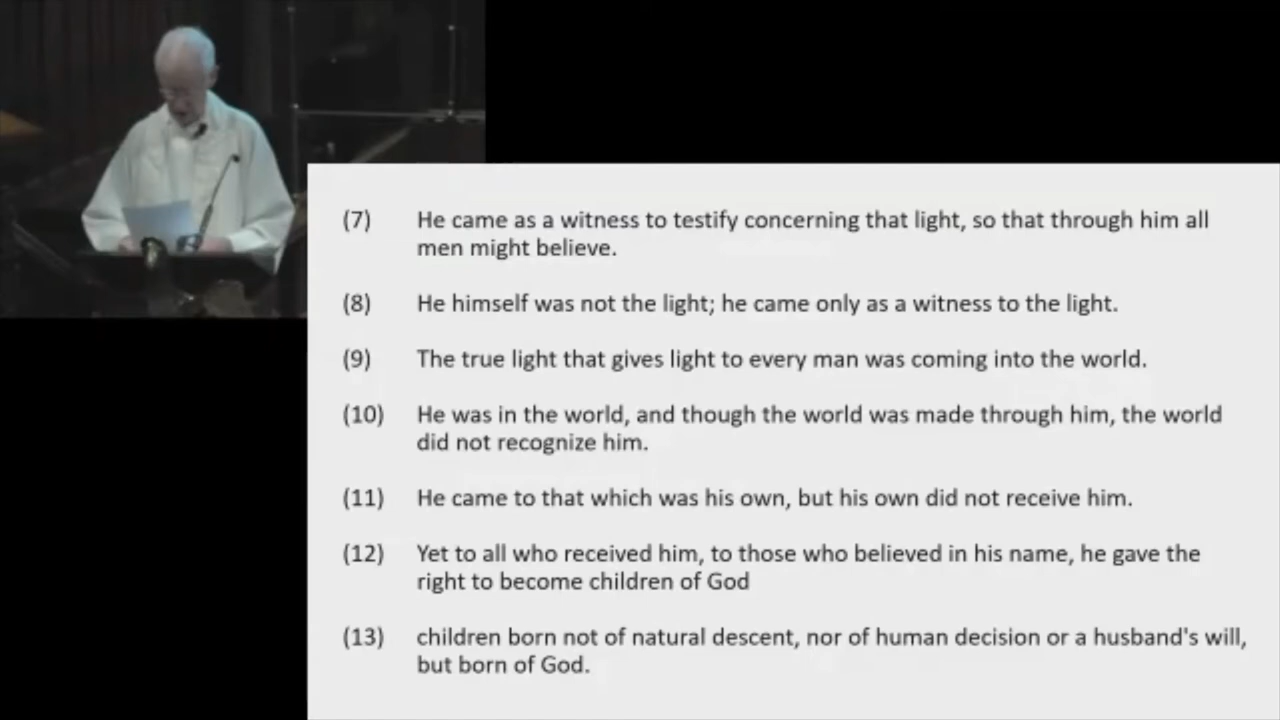 (7) He came as a witness to testify concerning that light, so that through him all
men might believe.
(8) He himself was not the light; he came only as a witness to the light.
(9) The true light that gives light to every man was coming into the world.
(10) He was in the world, and though the world was made through him, the world
did not recognize him.
(11) He came to that which was his own, but his own did not receive him.
(12) Yet to all who received him, to those who believed in his name, he gave the
right to become children of God
(13) children born not of natural descent, nor of human decision or a husband's will,
but born of God.